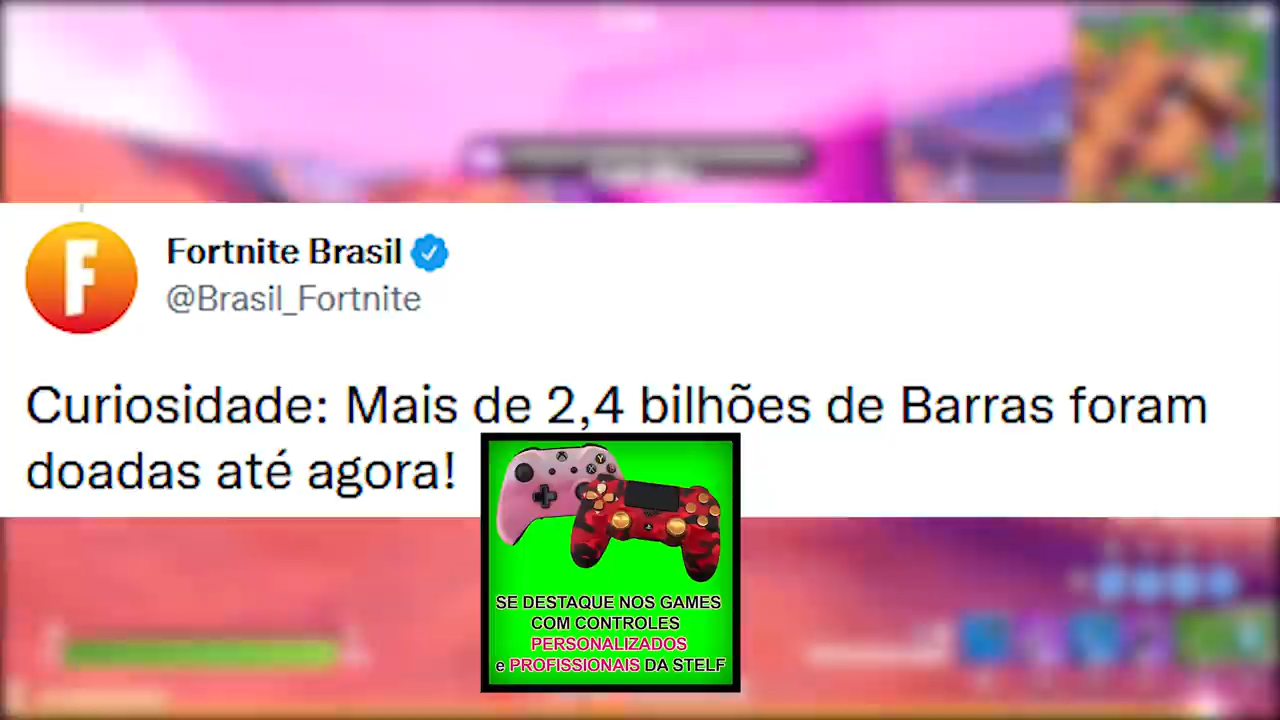 Fortnite Brasil
@Brasil_Fortnite
Curiosidade: Mais de 2,4 bilhões de Barras foram
doadas até agora!
SE DESTAQUE NOS GAMES
COM CONTROLES
PERSONALIZADOS
e PROFISSIONAIS DA STELF